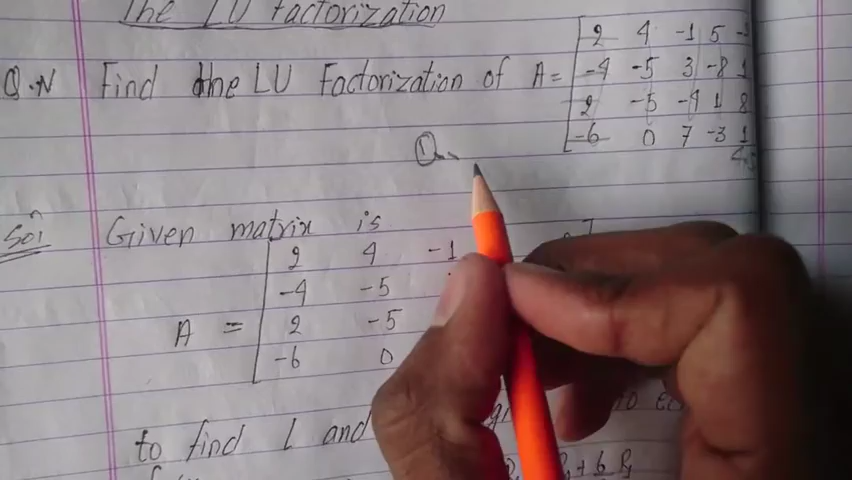 The LU Factorization
Q.N Find the LU Factorization of A=
2 4 -1 5
-4 -5 3 -8 1
2 -5 -4 1 8
-6 0 7 -3 1
Sol Given matrix is
A =
2 4 -1
-4 -5
2 -5
-6 0
to find L and